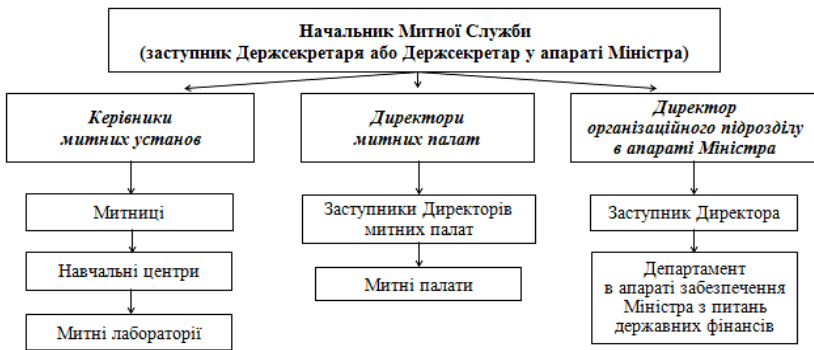 Начальник Митної Служби
(заступник Держсекретаря або Держсекретар у апараті Міністра)
Керівники
митних установ
Директори
митних палат
Директор
організаційного підрозділу
в апараті Міністра
Митниці
Заступники Директорів
митних палат
Заступник Директора
Навчальні центри
Митні палати
Департамент
в апараті забезпечення
Міністра з питань
державних фінансів
Митні лабораторії